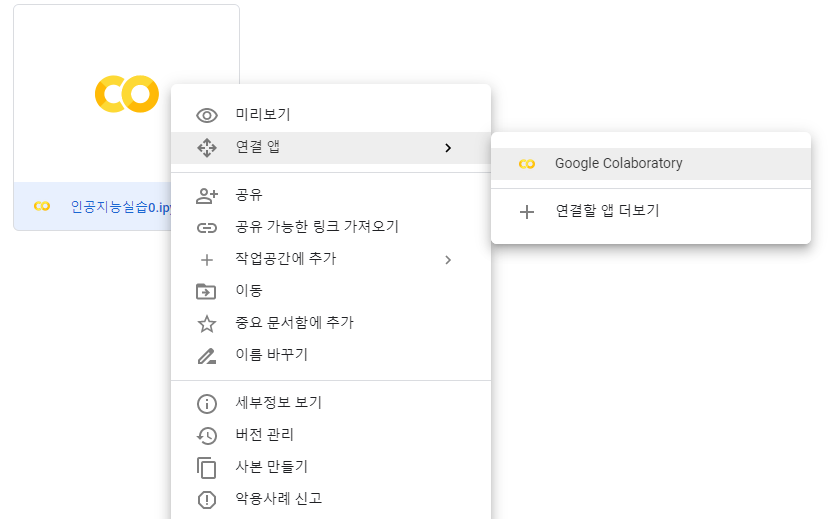 미리보기
연결 앱
Google Colaboratory
연결할 앱 더보기
인공지능실습0.ipy
공유
공유 가능한 링크 가져오기
작업공간에 추가
이동
중요 문서함에 추가
이름 바꾸기
세부정보 보기
버전 관리
사본 만들기
악용사례 신고